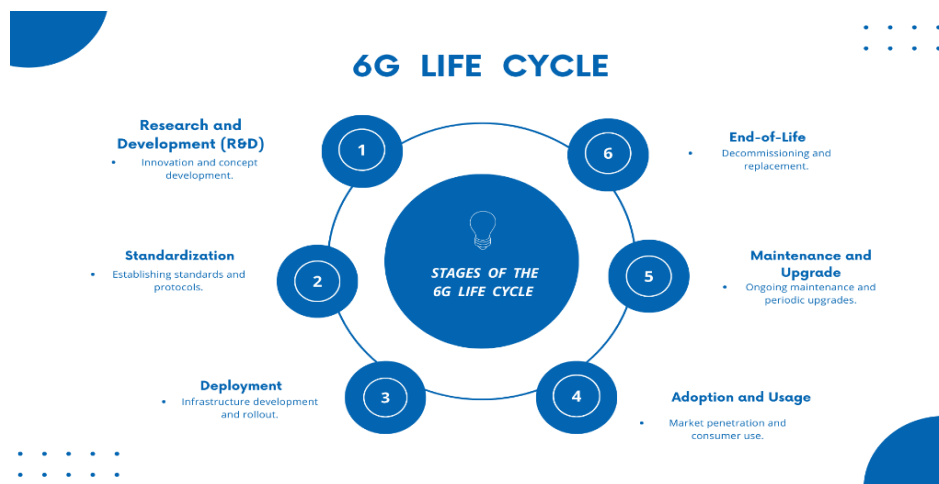 6G LIFE CYCLE
Research and
Development (R&D)
• Innovation and concept
development.
1
Standardization
• Establishing standards and
protocols.
2
Deployment
• Infrastructure development
and rollout.
3
STAGES OF THE
6G LIFE CYCLE
4
Adoption and Usage
• Market penetration and
consumer use.
5
Maintenance and
Upgrade
• Ongoing maintenance and
periodic upgrades.
6
End-of-Life
• Decommissioning and
replacement.